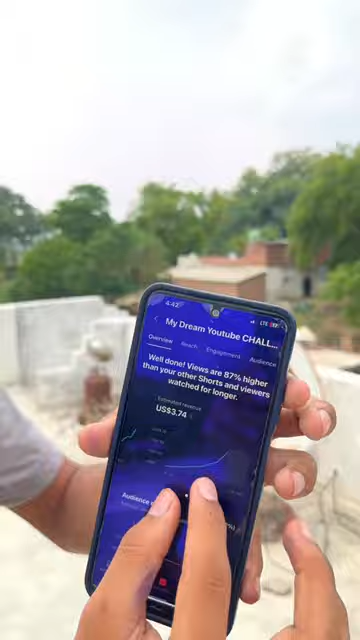 4:42
My Dream Youtube CHALL...
Overview Reach Engagement Audience
Well done! Views are 87% higher
than your other Shorts and viewers
watched for longer.
Estimated revenue
US$3.74
Audience